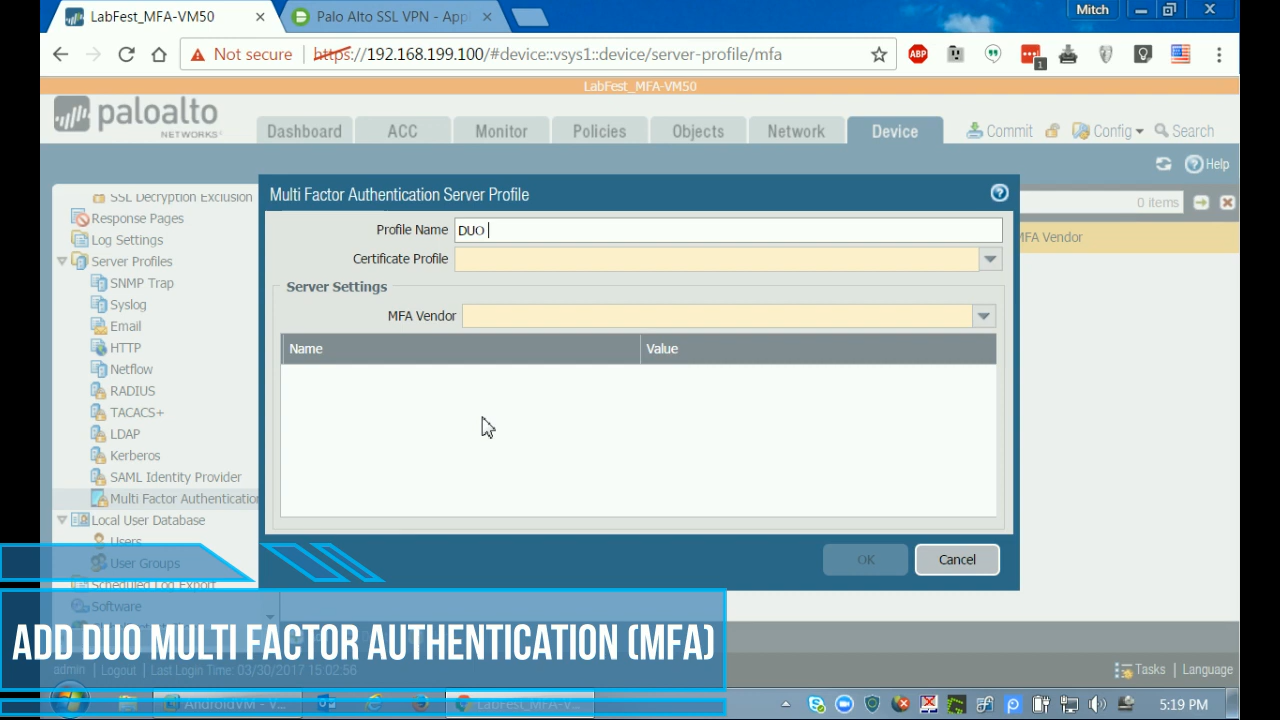 LabFest_MFA-VM50
Palo Alto SSL VPN - Appl
Mitch
Not secure
https://192.168.199.100/#device::vsys1::device/server-profile/mfa
ABP
1
LabFest_MFA-VM50
paloalto
NETWORKS
Dashboard
ACC
Monitor
Policies
Objects
Network
Device
Commit
Config
Search
Help
SSL Decryption Exclusion
Response Pages
Log Settings
Server Profiles
SNMP Trap
Syslog
Email
HTTP
Netflow
RADIUS
TACACS+
LDAP
Kerberos
SAML Identity Provider
Multi Factor Authentication
Local User Database
Users
User Groups
Scheduled Log Export
Software
0 items
MFA Vendor
Multi Factor Authentication Server Profile
Profile Name
DUO
Certificate Profile
Server Settings
MFA Vendor
Name
Value
OK
Cancel
ADD DUO MULTI FACTOR AUTHENTICATION (MFA)
admin | Logout | Last Login Time: 03/30/2017 15:02:56
Tasks | Language
AndroidVM - V...
LabFest_MFA-V...
5:19 PM